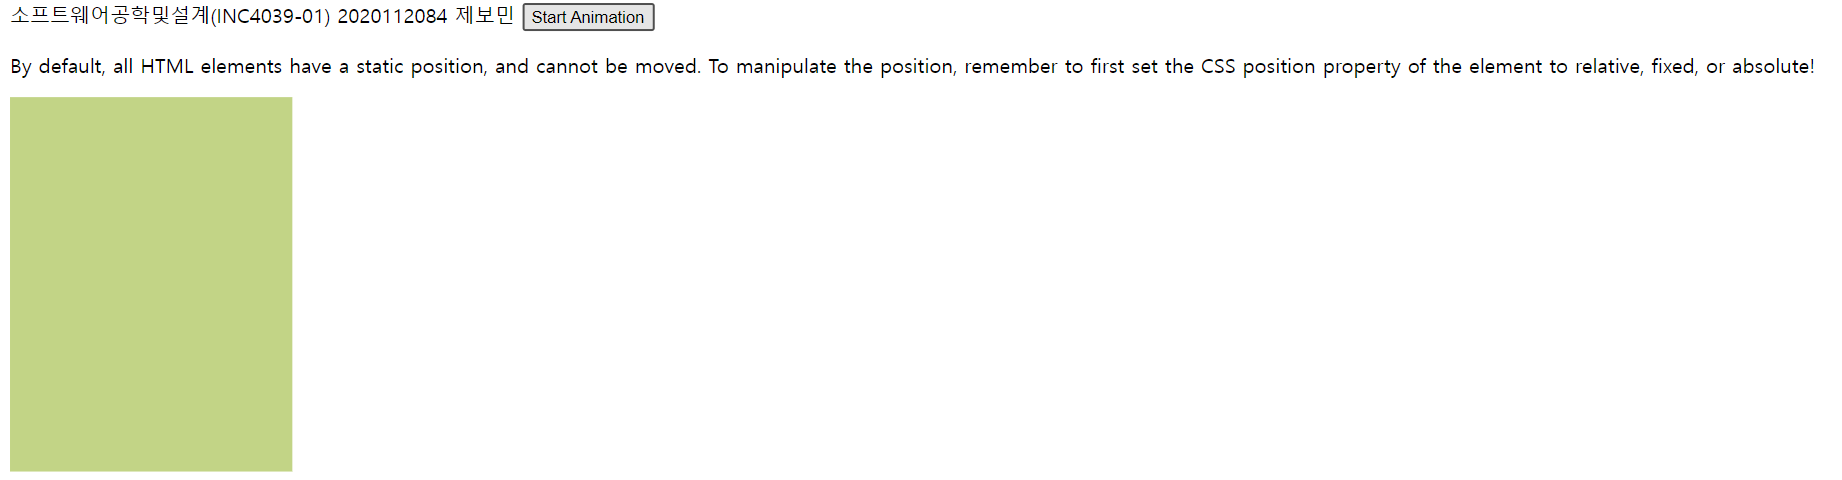 소프트웨어공학및설계(INC4039-01) 2020112084 제보민 Start Animation
By default, all HTML elements have a static position, and cannot be moved. To manipulate the position, remember to first set the CSS position property of the element to relative, fixed, or absolute!